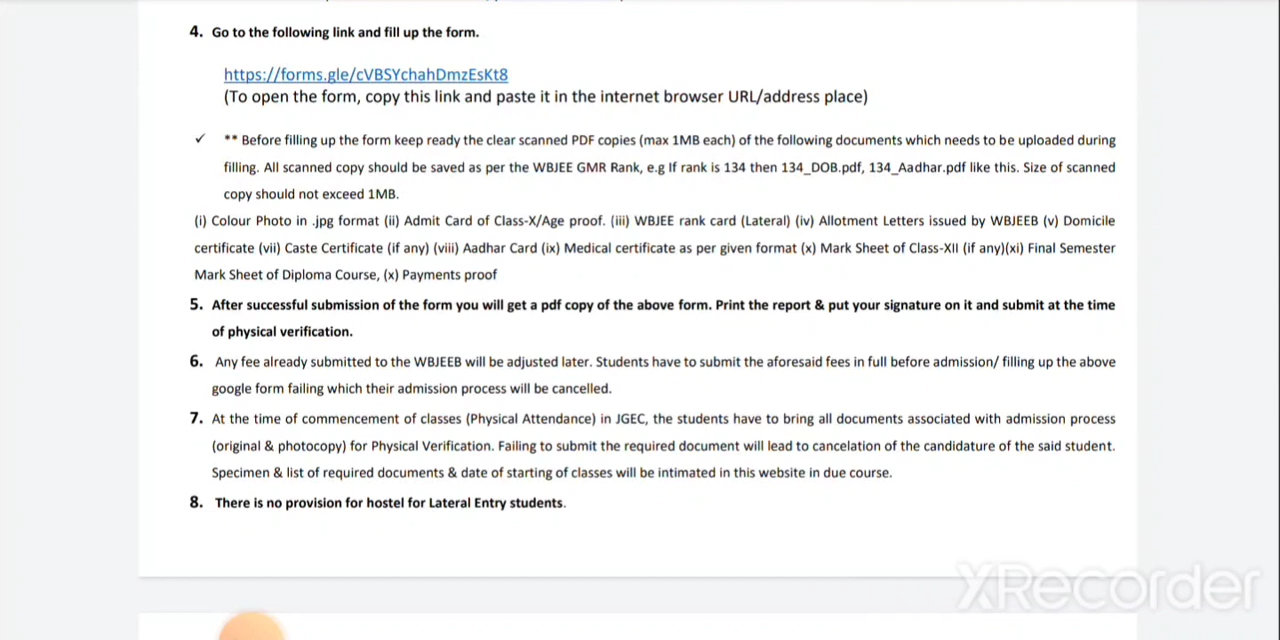 4. Go to the following link and fill up the form.
https://forms.gle/cVBSYchahDmzEsKt8
(To open the form, copy this link and paste it in the internet browser URL/address place)
✓ ** Before filling up the form keep ready the clear scanned PDF copies (max 1MB each) of the following documents which needs to be uploaded during
filling. All scanned copy should be saved as per the WBJEE GMR Rank, e.g If rank is 134 then 134_DOB.pdf, 134_Aadhar.pdf like this. Size of scanned
copy should not exceed 1MB.
(i) Colour Photo in .jpg format (ii) Admit Card of Class-X/Age proof. (iii) WBJEE rank card (Lateral) (iv) Allotment Letters issued by WBJEEB (v) Domicile
certificate (vii) Caste Certificate (if any) (viii) Aadhar Card (ix) Medical certificate as per given format (x) Mark Sheet of Class-XII (if any)(xi) Final Semester
Mark Sheet of Diploma Course, (x) Payments proof
5. After successful submission of the form you will get a pdf copy of the above form. Print the report & put your signature on it and submit at the time
of physical verification.
6. Any fee already submitted to the WBJEEB will be adjusted later. Students have to submit the aforesaid fees in full before admission/ filling up the above
google form failing which their admission process will be cancelled.
7. At the time of commencement of classes (Physical Attendance) in JGEC, the students have to bring all documents associated with admission process
(original & photocopy) for Physical Verification. Failing to submit the required document will lead to cancelation of the candidature of the said student.
Specimen & list of required documents & date of starting of classes will be intimated in this website in due course.
8. There is no provision for hostel for Lateral Entry students.
XRecorder